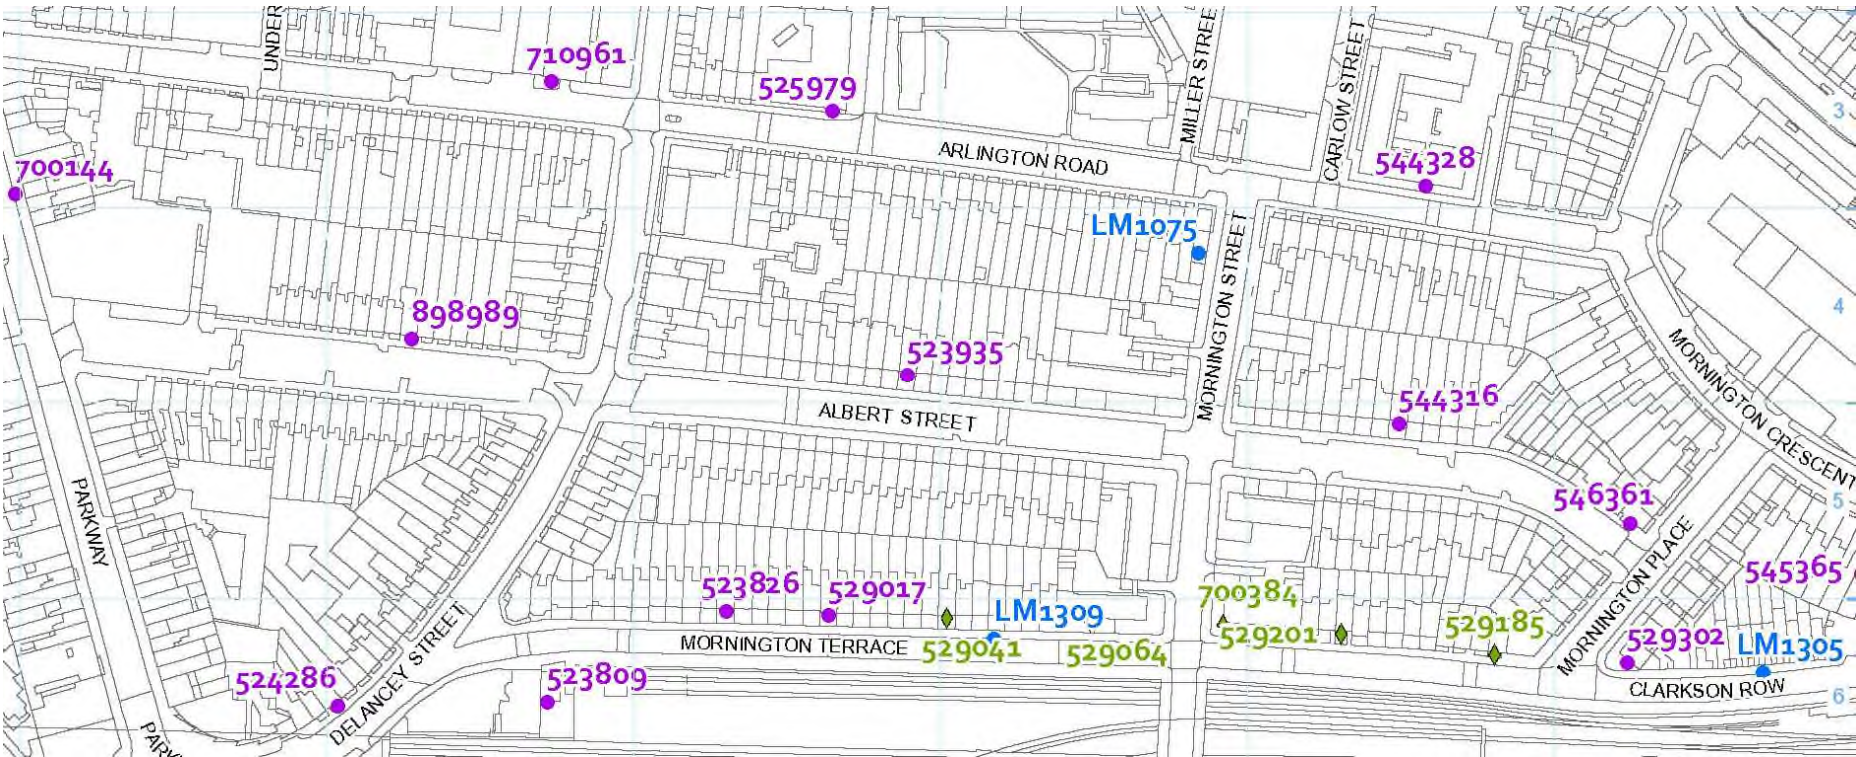 UNDER
710961
525979
MILLER STREE
CARLOW STREET
3
ARLINGTON ROAD
544328
700144
LM1075
MORNINGTON STREET
898989
4
523935
MORNINGTON CRESCENT
544316
ALBERT STREET
PARKWAY
546361
5
MORNINGTON PLACE
545365
523826
529017
LM1309
700384
529041
529064
529201
529185
529302
LM1305
MORNINGTON TERRACE
DELANCEY STREET
524286
523809
CLARKSON ROW
6
PARK